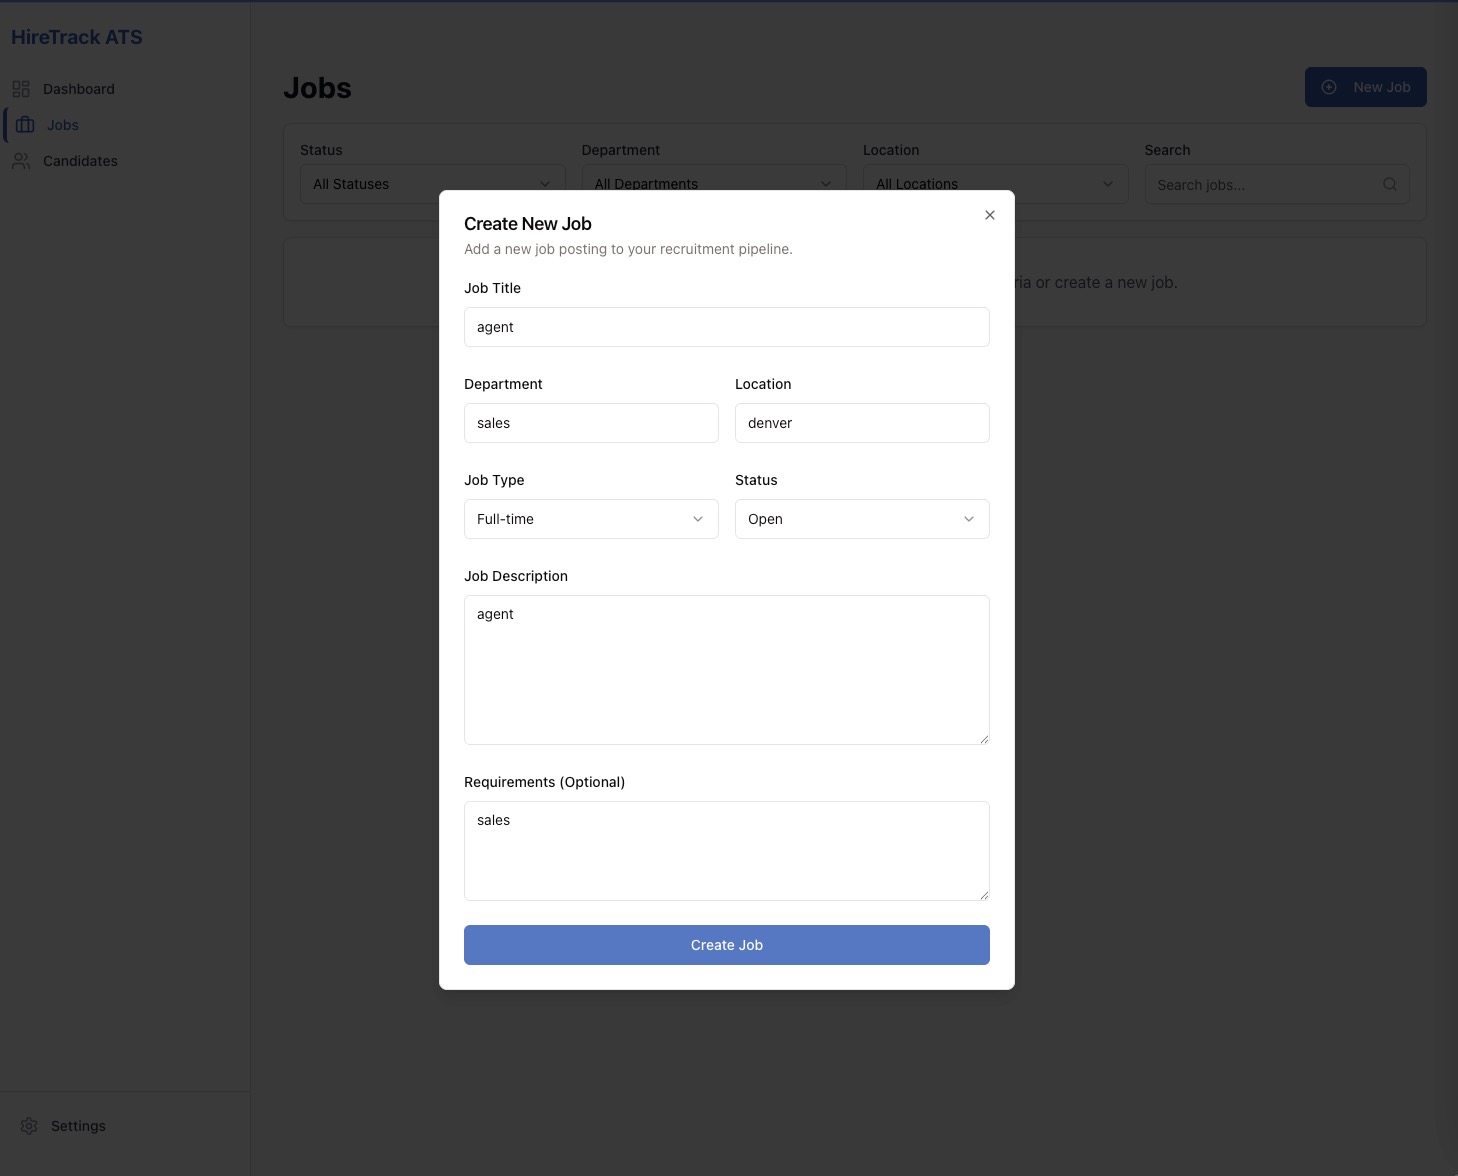 HireTrack ATS
Dashboard
Jobs
Candidates
Settings
Jobs
New Job
Status
Department
Location
Search
All Statuses
All Departments
All Locations
Search jobs...
ria or create a new job.
Create New Job
Add a new job posting to your recruitment pipeline.
Job Title
agent
Department
Location
sales
denver
Job Type
Status
Full-time
Open
Job Description
agent
Requirements (Optional)
sales
Create Job